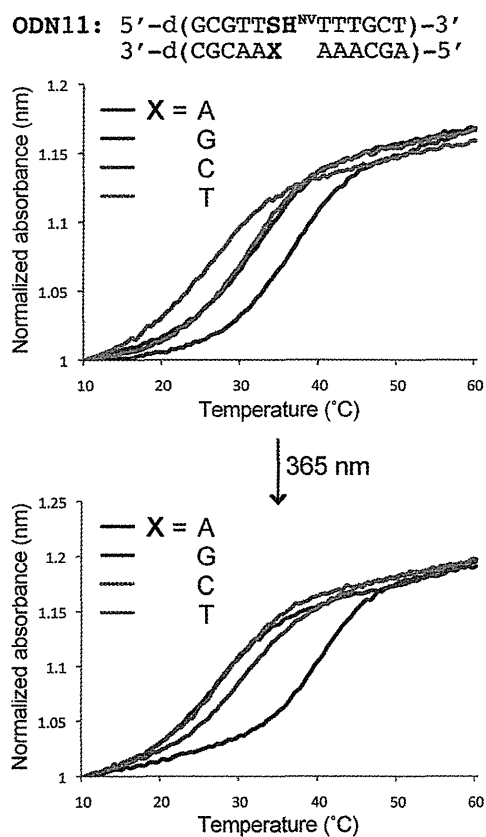 ODN11: 5′-d(GCGTTSHᴺⱽTTTGCT)-3′
3′-d(CGCAAX AAACGA)-5′
Normalized absorbance (nm)
1.2
1.15
1.1
1.05
1
X = A
G
C
T
10 20 30 40 50 60
Temperature (˚C)
365 nm
Normalized absorbance (nm)
1.25
1.2
1.15
1.1
1.05
1
X = A
G
C
T
10 20 30 40 50 60
Temperature (˚C)